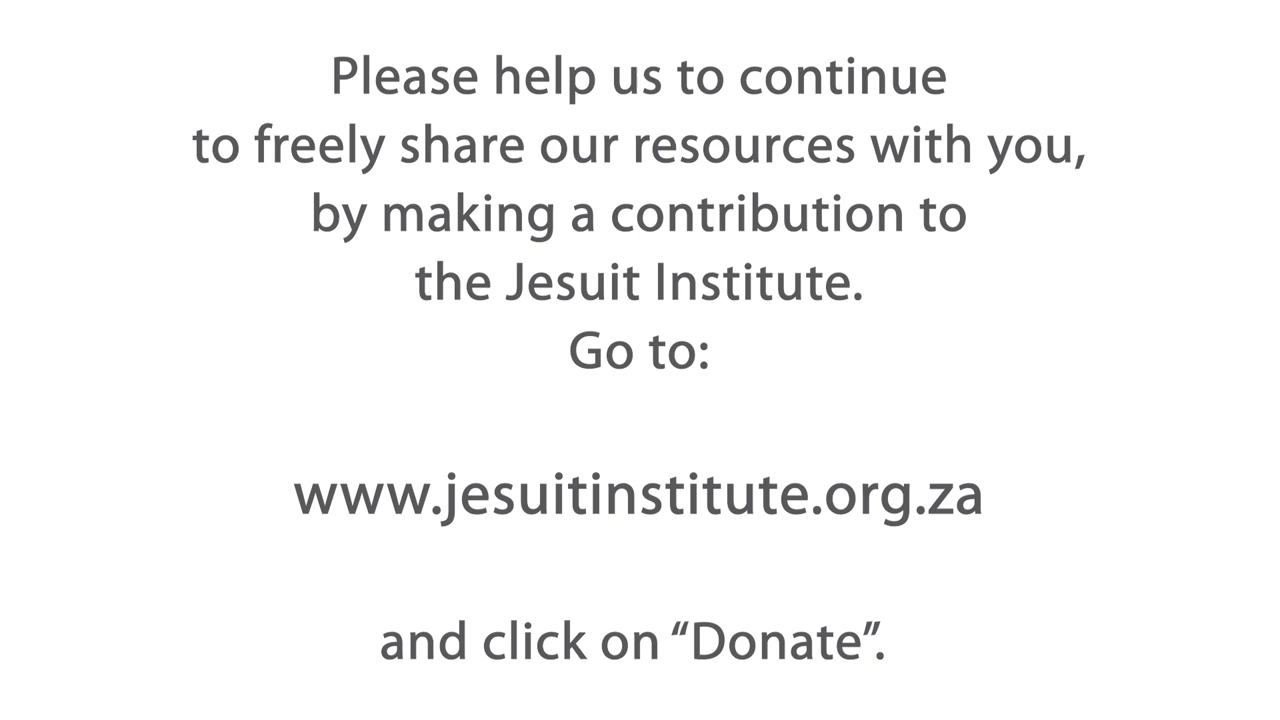 Please help us to continue
to freely share our resources with you,
by making a contribution to
the Jesuit Institute.
Go to:
www.jesuitinstitute.org.za
and click on “Donate”.